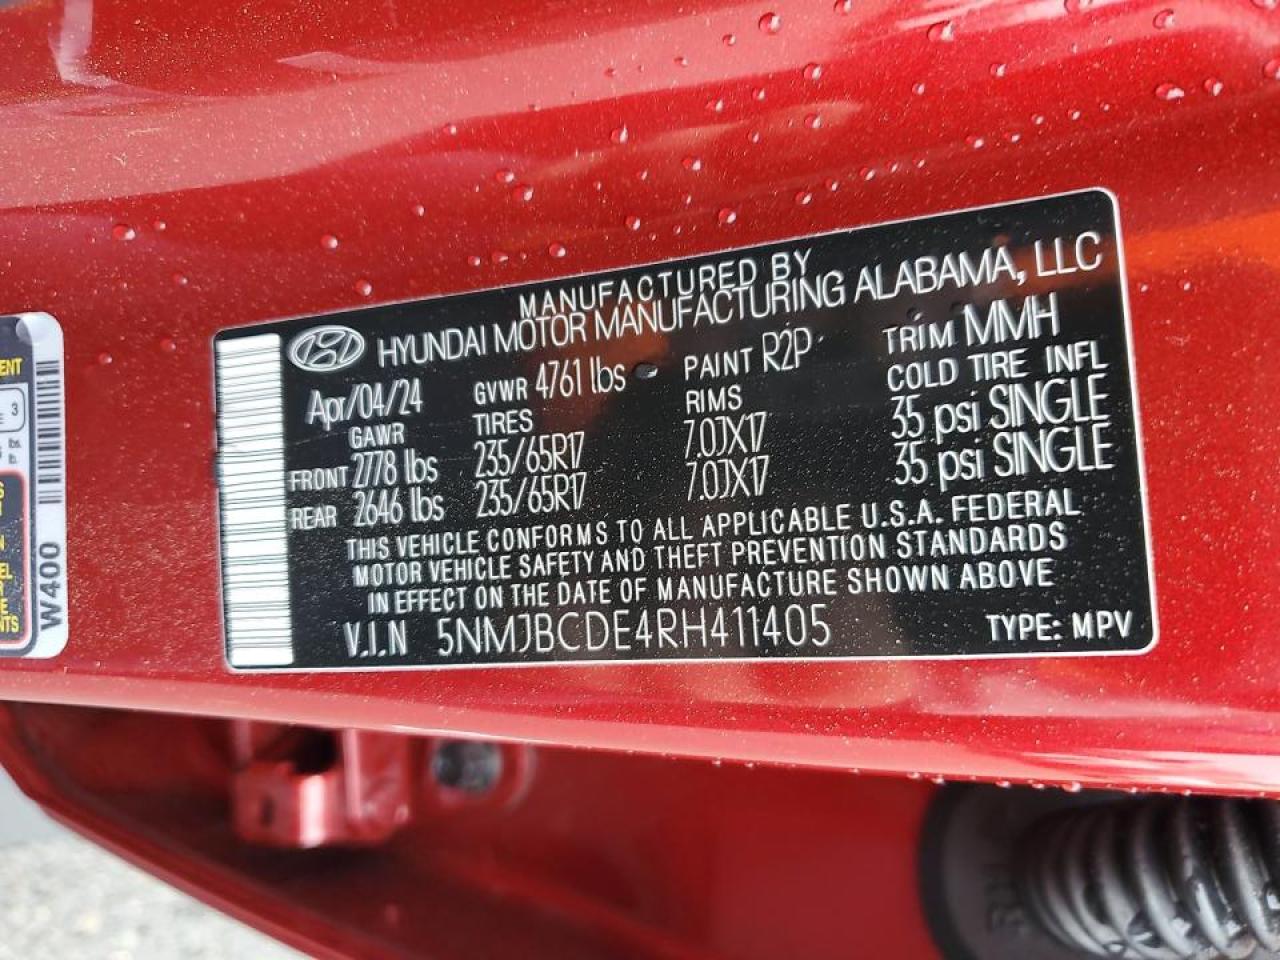 MANUFACTURED BY
HYUNDAI MOTOR MANUFACTURING ALABAMA, LLC
Apr/04/24 GVWR 4761 lbs PAINT R2P TRIM MMH
GAWR TIRES RIMS COLD TIRE INFL
FRONT 2778 lbs 235/65R17 7.0JX17 35 psi SINGLE
REAR 2646 lbs 235/65R17 7.0JX17 35 psi SINGLE
THIS VEHICLE CONFORMS TO ALL APPLICABLE U.S.A. FEDERAL
MOTOR VEHICLE SAFETY AND THEFT PREVENTION STANDARDS
IN EFFECT ON THE DATE OF MANUFACTURE SHOWN ABOVE
V.I.N 5NMJBCDE4RH411405 TYPE: MPV
W400
3
lbs.
lb.